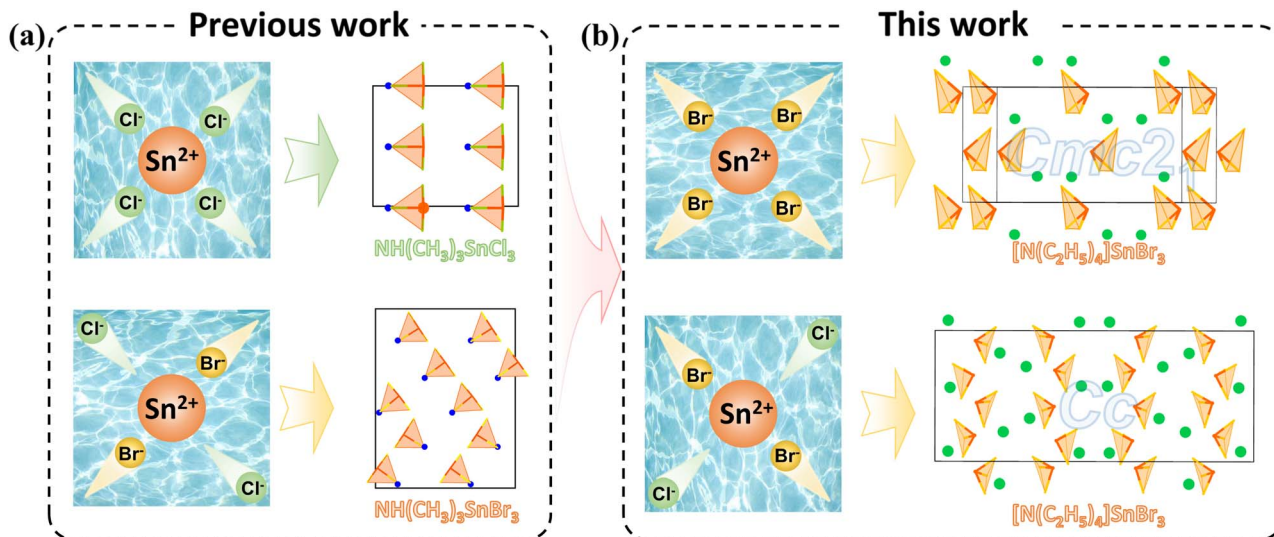 (a) Previous work
Cl⁻
Cl⁻
Sn²⁺
Cl⁻
Cl⁻
NH(CH₃)₃SnCl₃
Cl⁻
Br⁻
Sn²⁺
Br⁻
Cl⁻
NH(CH₃)₃SnBr₃
(b) This work
Br⁻
Br⁻
Sn²⁺
Br⁻
Br⁻
Cmc2₁
[N(C₂H₅)₄]SnBr₃
Cl⁻
Br⁻
Sn²⁺
Br⁻
Cl⁻
Cc
[N(C₂H₅)₄]SnBr₃